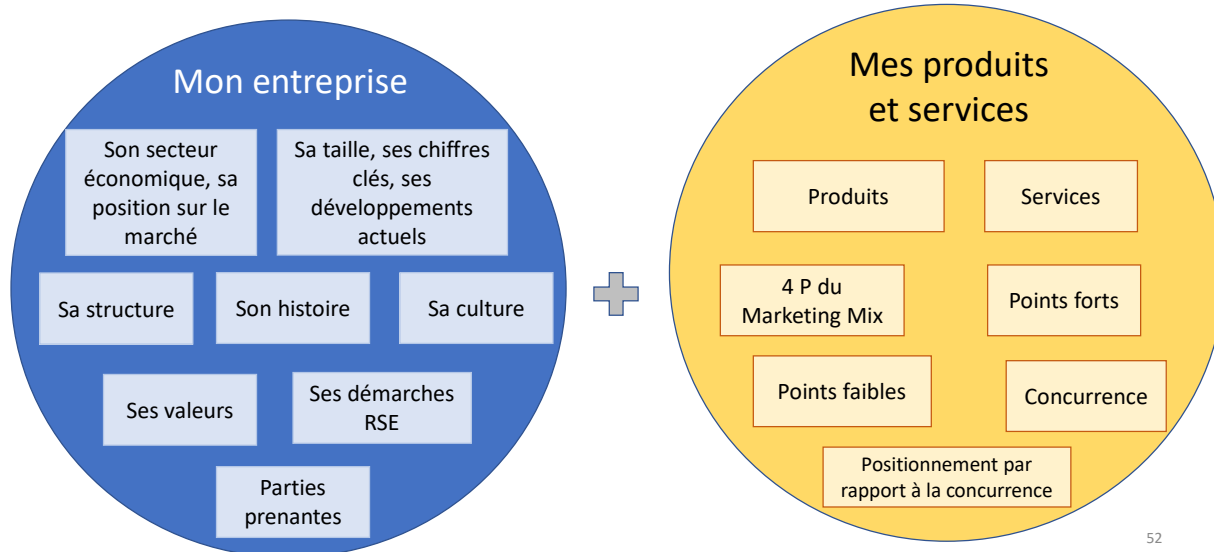 Mon entreprise
Son secteur
économique, sa
position sur le
marché
Sa taille, ses chiffres
clés, ses
développements
actuels
Sa structure
Son histoire
Sa culture
Ses valeurs
Ses démarches
RSE
Parties
prenantes
Mes produits
et services
Produits
Services
4 P du
Marketing Mix
Points forts
Points faibles
Concurrence
Positionnement par
rapport à la concurrence
52